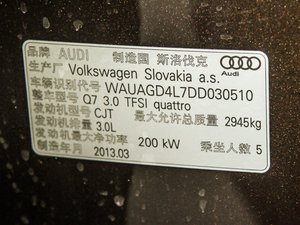 品牌 AUDI 制造国 斯洛伐克
生产厂 Volkswagen Slovakia a.s. Audi
车辆识别代号 WAUAGD4L7DD030510
整车型号 Q7 3.0 TFSI quattro
发动机型号 CJT 最大允许总质量 2945kg
发动机排量 3.0L
发动机最大净功率 200 kW 乘坐人数 5
制造年月 2013.03